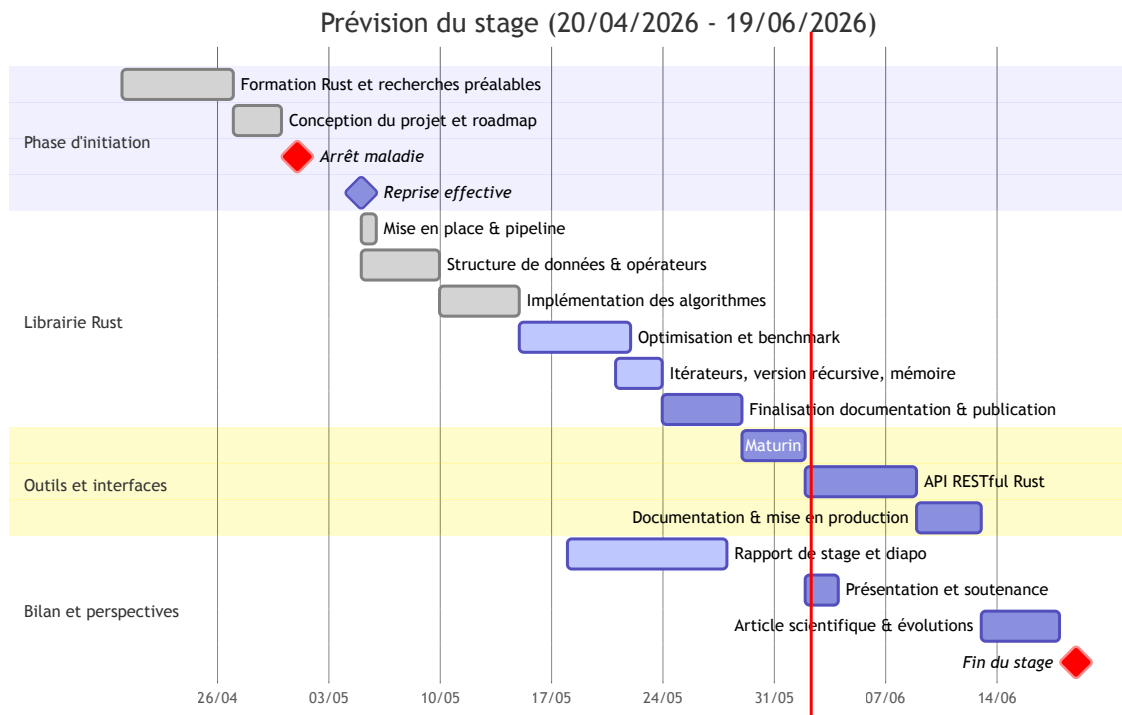 Prévision du stage (20/04/2026 - 19/06/2026)
Phase d'initiation
Formation Rust et recherches préalables
Conception du projet et roadmap
Arrêt maladie
Reprise effective
Librairie Rust
Mise en place & pipeline
Structure de données & opérateurs
Implémentation des algorithmes
Optimisation et benchmark
Itérateurs, version récursive, mémoire
Finalisation documentation & publication
Outils et interfaces
Maturin
API RESTful Rust
Documentation & mise en production
Bilan et perspectives
Rapport de stage et diapo
Présentation et soutenance
Article scientifique & évolutions
Fin du stage
26/04 03/05 10/05 17/05 24/05 31/05 07/06 14/06